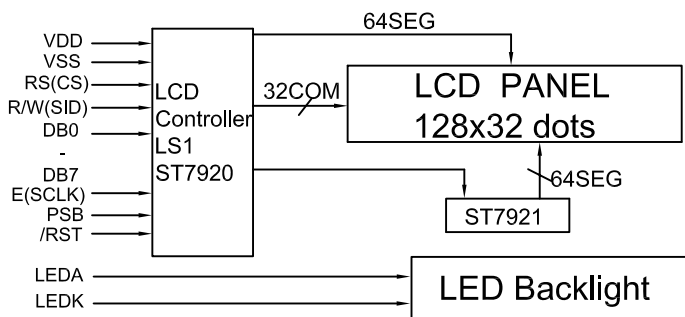 64SEG
VDD
VSS
RS(CS)
R/W(SID)
DB0
-
DB7
E(SCLK)
PSB
/RST
LCD
Controller
LS1
ST7920
32COM
LCD PANEL
128x32 dots
64SEG
ST7921
LEDA
LEDK
LED Backlight